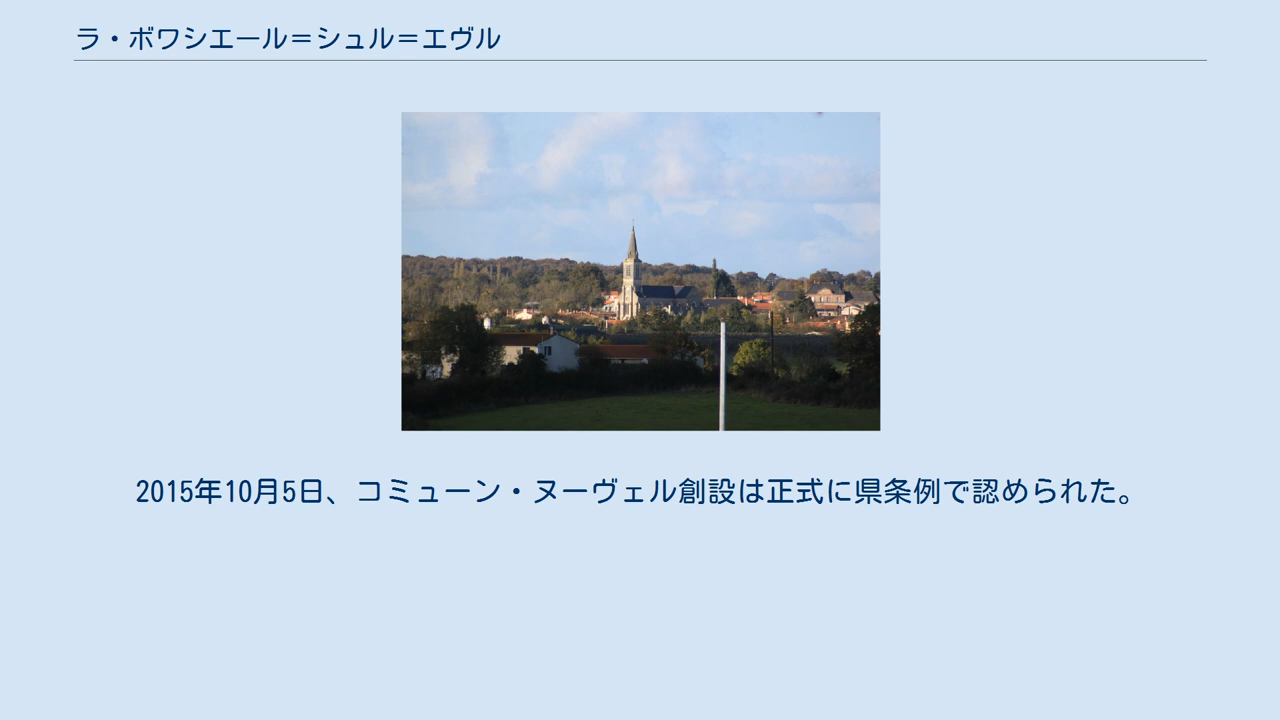 ラ・ボワシエール＝シュル＝エヴル
2015年10月5日、コミューン・ヌーヴェル創設は正式に県条例で認められた。